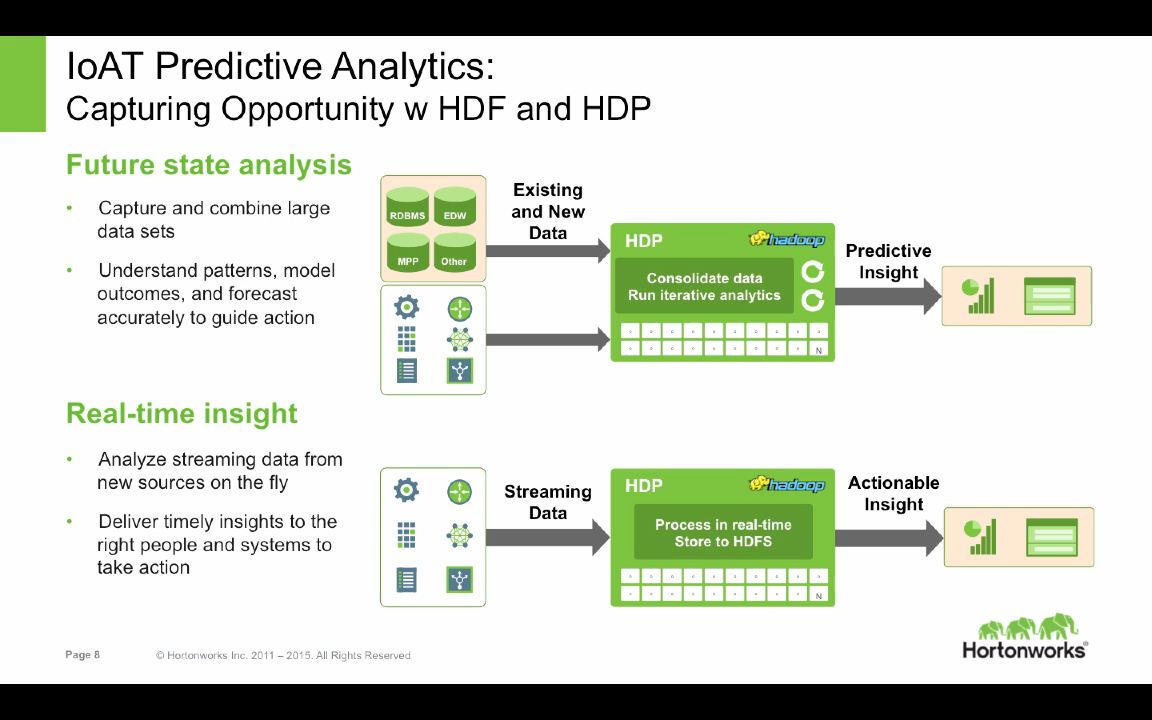 IoAT Predictive Analytics:
Capturing Opportunity w HDF and HDP
Future state analysis
• Capture and combine large
data sets
• Understand patterns, model
outcomes, and forecast
accurately to guide action
RDBMS EDW
MPP Other
Existing
and New
Data
HDP
hadoop
Consolidate data
Run iterative analytics
N
Predictive
Insight
Real-time insight
• Analyze streaming data from
new sources on the fly
• Deliver timely insights to the
right people and systems to
take action
Streaming
Data
HDP
hadoop
Process in real-time
Store to HDFS
N
Actionable
Insight
Page 8 © Hortonworks Inc. 2011 – 2015. All Rights Reserved
Hortonworks®